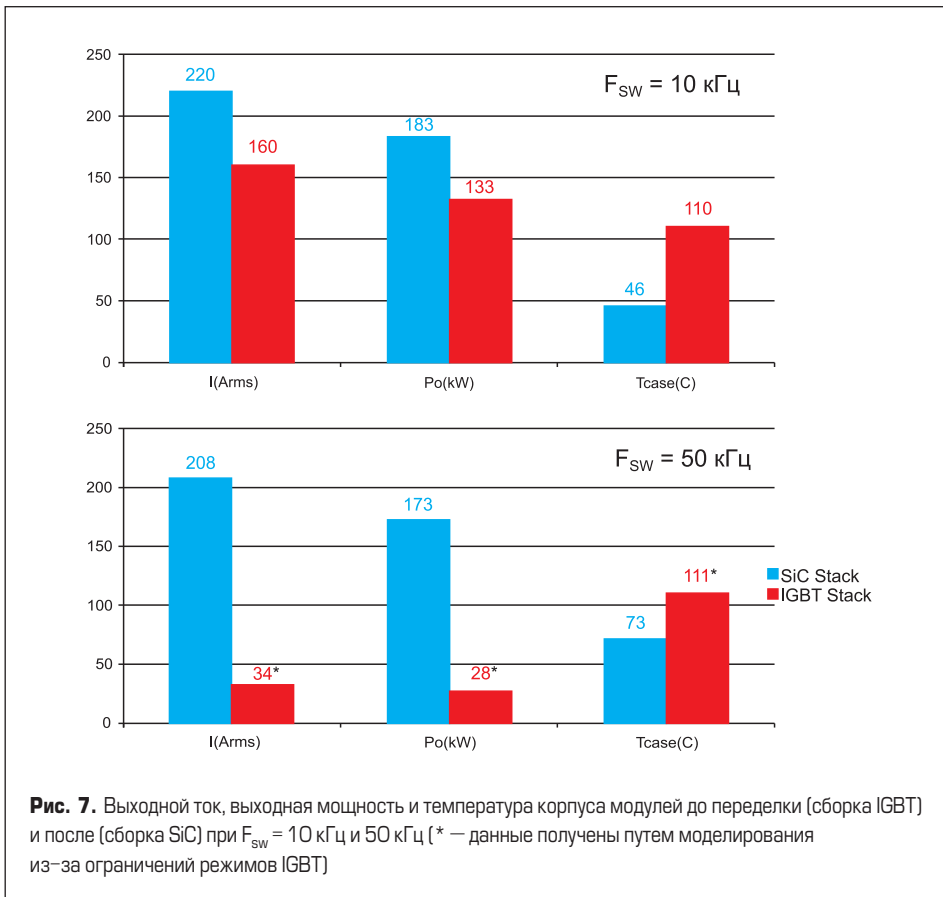 250
200
150
100
50
0
220
160
183
133
46
110
F_SW = 10 кГц
I(Arms)
Po(kW)
Tcase(C)
250
200
150
100
50
0
208
34*
173
28*
73
111*
F_SW = 50 кГц
SiC Stack
IGBT Stack
I(Arms)
Po(kW)
Tcase(C)
Рис. 7. Выходной ток, выходная мощность и температура корпуса модулей до переделки (сборка IGBT)
и после (сборка SiC) при F_sw = 10 кГц и 50 кГц (* — данные получены путем моделирования
из-за ограничений режимов IGBT)